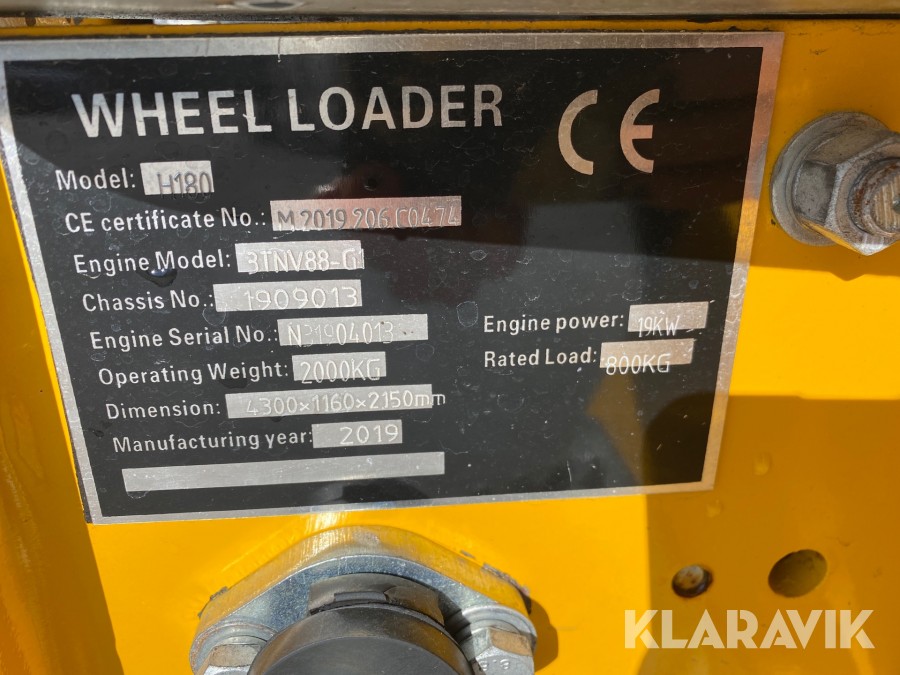 WHEEL LOADER CE
Model: H180
CE certificate No.: M.2019.206.C0474
Engine Model: 3TNV88-G1
Chassis No.: 1909013
Engine Serial No.: N31904013
Engine power: 19KW
Operating Weight: 2000KG
Rated Load: 800KG
Dimension: 4300×1160×2150mm
Manufacturing year: 2019
KLARAVIK